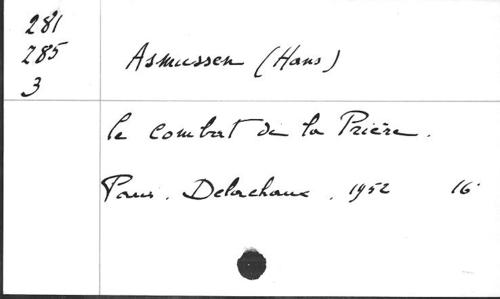 281
285
3
Asmussen (Hans)
le combat de la Prière.
Paris. Delachaux. 1952 16°